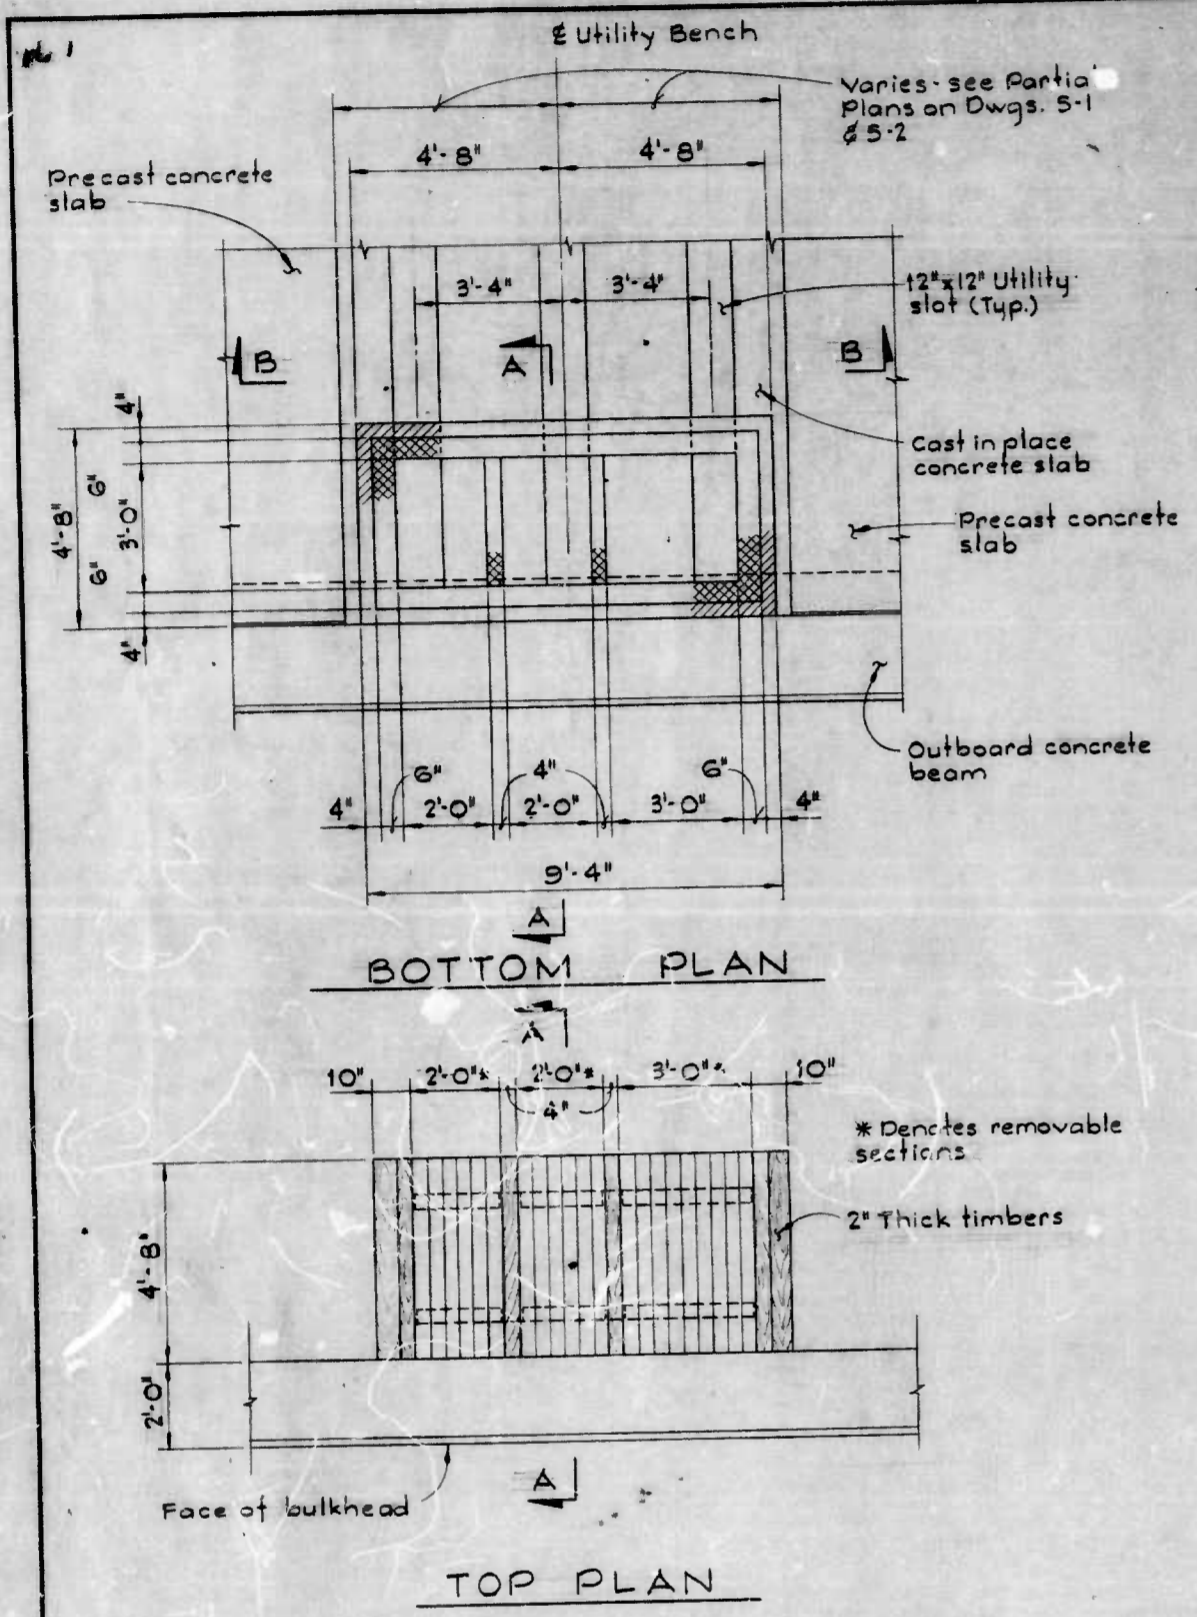 ℄ Utility Bench
Varies - see Partial
Plans on Dwgs. S-1
& S-2
4'-8" 4'-8"
Precast concrete
slab
3'-4" 3'-4"
12"x12" Utility
slot (Typ.)
B A B
4"
6"
4'-8" 3'-0"
6"
4"
Cast in place
concrete slab
Precast concrete
slab
Outboard concrete
beam
6" 4" 6"
4" 2'-0" 2'-0" 3'-0" 4"
9'-4"
A
BOTTOM PLAN
A
10" 2'-0"* 2'-0"* 3'-0"* 10"
4"
* Denotes removable
sections
2" Thick timbers
4'-8"
2'-0"
A
Face of bulkhead
TOP PLAN